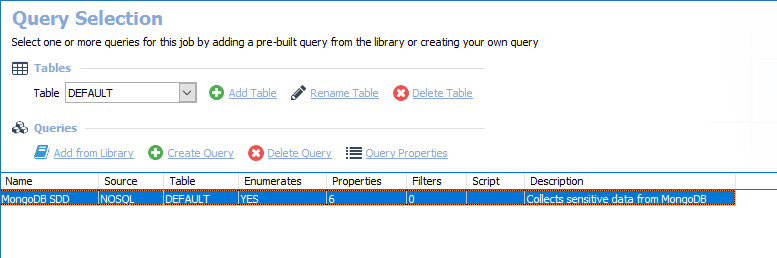 Query Selection
Select one or more queries for this job by adding a pre-built query from the library or creating your own query
Tables
Table DEFAULT Add Table Rename Table Delete Table
Queries
Add from Library Create Query Delete Query Query Properties
Name Source Table Enumerates Properties Filters Script Description
MongoDB SDD NOSQL DEFAULT YES 6 0 Collects sensitive data from MongoDB